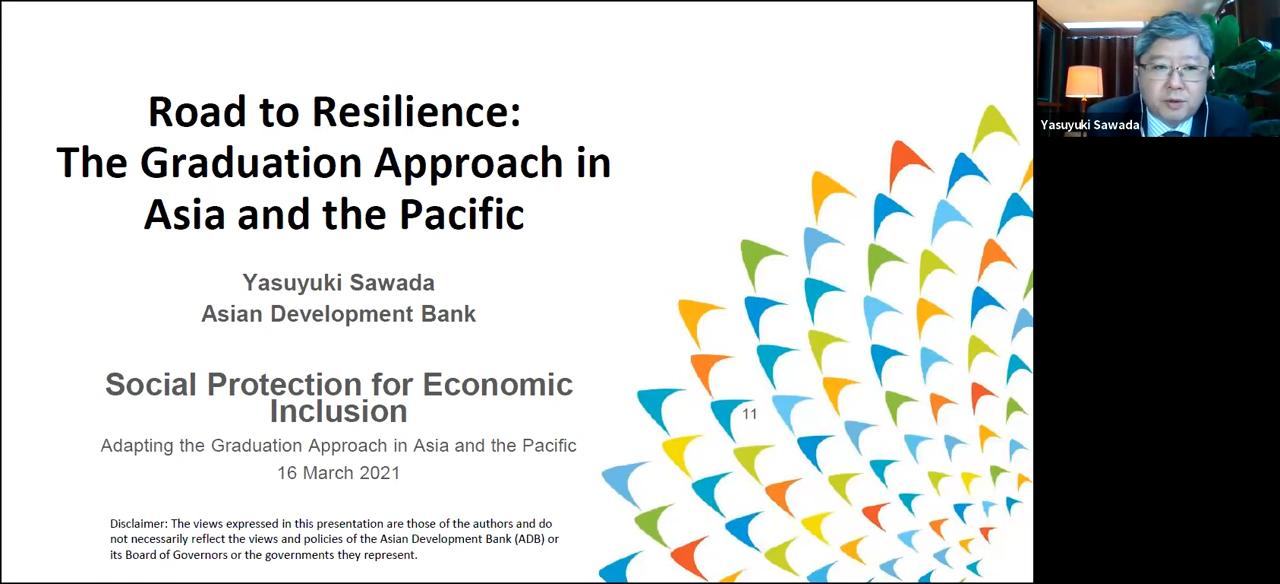 Road to Resilience:
The Graduation Approach in
Asia and the Pacific
Yasuyuki Sawada
Asian Development Bank
Social Protection for Economic
Inclusion
Adapting the Graduation Approach in Asia and the Pacific
16 March 2021
Disclaimer: The views expressed in this presentation are those of the authors and do
not necessarily reflect the views and policies of the Asian Development Bank (ADB) or
its Board of Governors or the governments they represent.
11
Yasuyuki Sawada